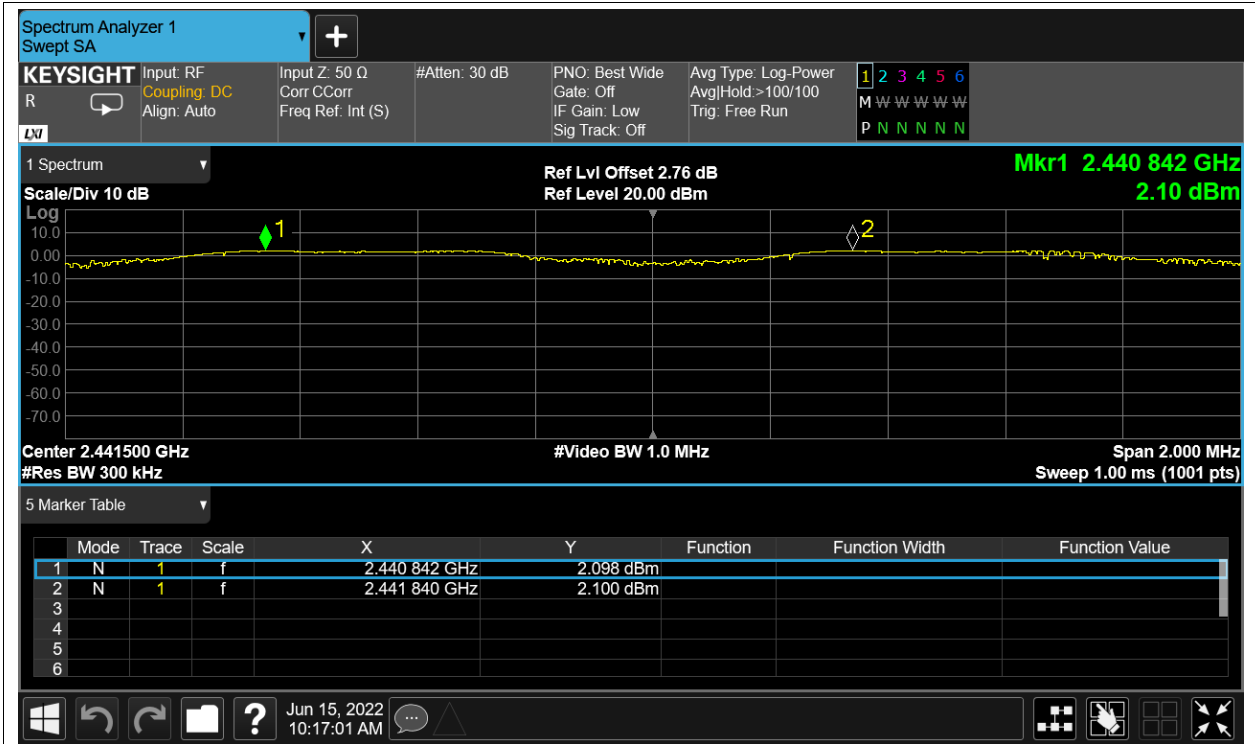 Spectrum Analyzer 1
Swept SA
+
KEYSIGHT Input: RF Input Z: 50 Ω #Atten: 30 dB PNO: Best Wide Avg Type: Log-Power 1 2 3 4 5 6
R Coupling: DC Corr CCorr Gate: Off Avg|Hold:>100/100 M W W W W W
Align: Auto Freq Ref: Int (S) IF Gain: Low Trig: Free Run
LXI Sig Track: Off P N N N N N N
1 Spectrum Ref Lvl Offset 2.76 dB Mkr1 2.440 842 GHz
Scale/Div 10 dB Ref Level 20.00 dBm 2.10 dBm
Log
1 2
10.0
0.00
-10.0
-20.0
-30.0
-40.0
-50.0
-60.0
-70.0
Center 2.441500 GHz #Video BW 1.0 MHz Span 2.000 MHz
#Res BW 300 kHz Sweep 1.00 ms (1001 pts)
5 Marker Table
Mode Trace Scale X Y Function Function Width Function Value
1 N 1 f 2.440 842 GHz 2.098 dBm
2 N 1 f 2.441 840 GHz 2.100 dBm
3
4
5
6
? Jun 15, 2022
10:17:01 AM